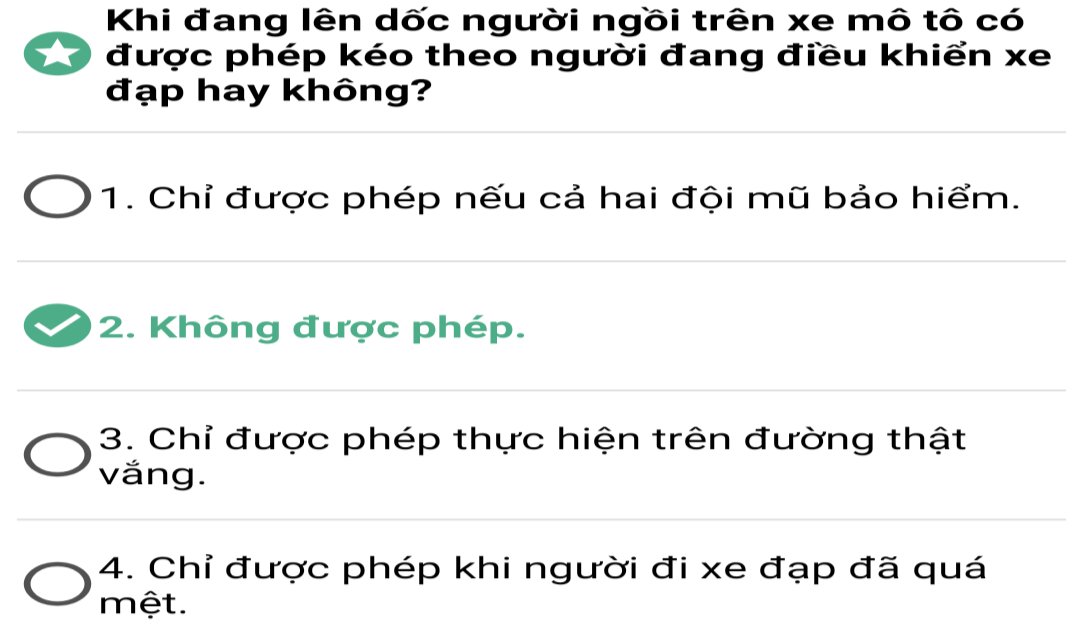 Khi đang lên dốc người ngồi trên xe mô tô có
được phép kéo theo người đang điều khiển xe
đạp hay không?
1. Chỉ được phép nếu cả hai đội mũ bảo hiểm.
2. Không được phép.
3. Chỉ được phép thực hiện trên đường thật
vắng.
4. Chỉ được phép khi người đi xe đạp đã quá
mệt.